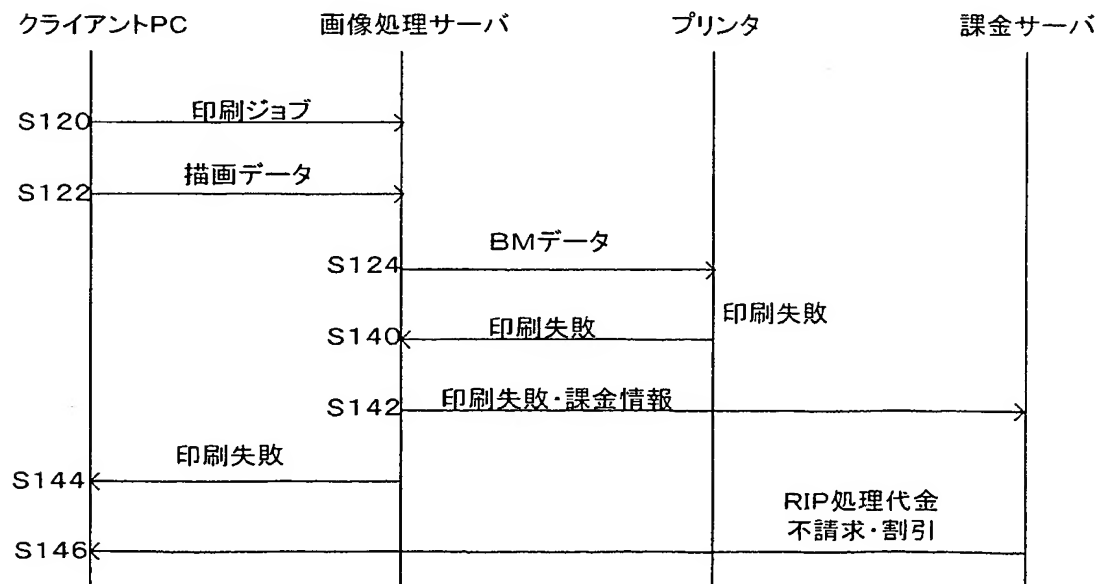 クライアントPC 画像処理サーバ プリンタ 課金サーバ
S120 印刷ジョブ
S122 描画データ
S124 BMデータ
印刷失敗
S140 印刷失敗
S142 印刷失敗・課金情報
S144 印刷失敗
RIP処理代金
不請求・割引
S146